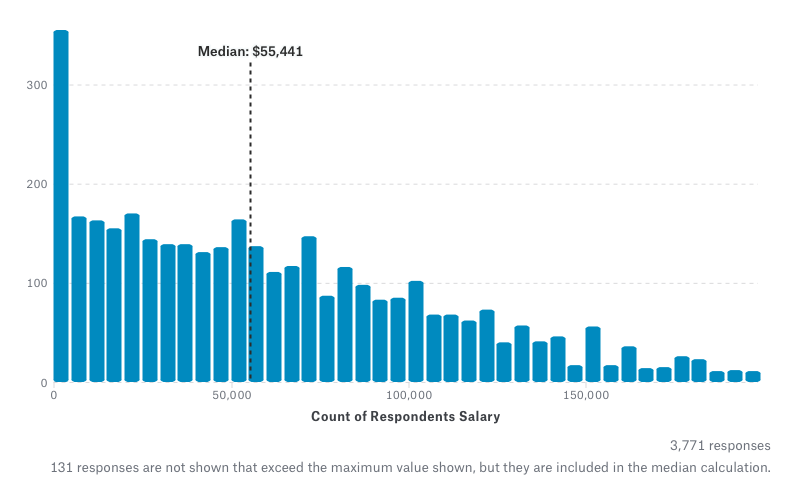 Median: $55,441
300
200
100
0
0 50,000 100,000 150,000
Count of Respondents Salary
3,771 responses
131 responses are not shown that exceed the maximum value shown, but they are included in the median calculation.